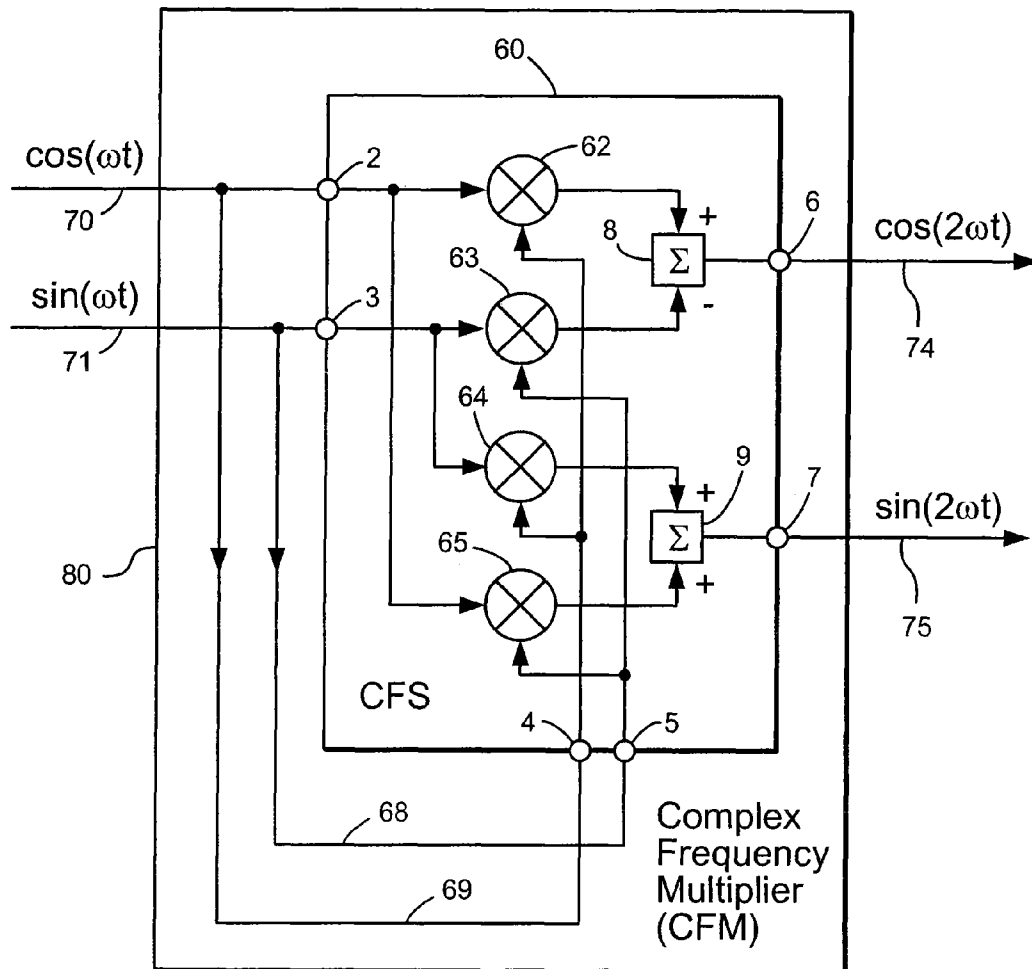 60
cos(ωt)
2
62
70
+
6
8
Σ
cos(2ωt)
63
sin(ωt)
3
-
71
74
64
9
+
7
Σ
sin(2ωt)
65
80
+
75
CFS
4
5
68
Complex
Frequency
Multiplier
(CFM)
69